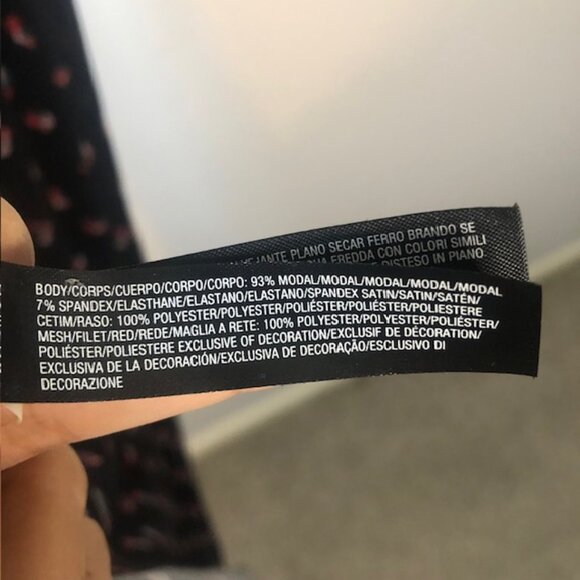 PLANO SECAR FERRO BRANDO SE
FREDDA CON COLORI SIMILI
DISTESO IN PIANO
BODY/CORPS/CUERPO/CORPO/CORPO: 93% MODAL/MODAL/MODAL/MODAL/MODAL
7% SPANDEX/ELASTHANE/ELASTANO/ELASTANO/SPANDEX SATIN/SATIN/SATÉN/
CETIM/RASO: 100% POLYESTER/POLYESTER/POLIÉSTER/POLIÉSTER/POLIESTERE
MESH/FILET/RED/REDE/MAGLIA A RETE: 100% POLYESTER/POLYESTER/POLIÉSTER/
POLIÉSTER/POLIESTERE EXCLUSIVE OF DECORATION/EXCLUSIF DE DÉCORATION/
EXCLUSIVA DE LA DECORACIÓN/EXCLUSIVA DE DECORAÇÃO/ESCLUSIVO DI
DECORAZIONE